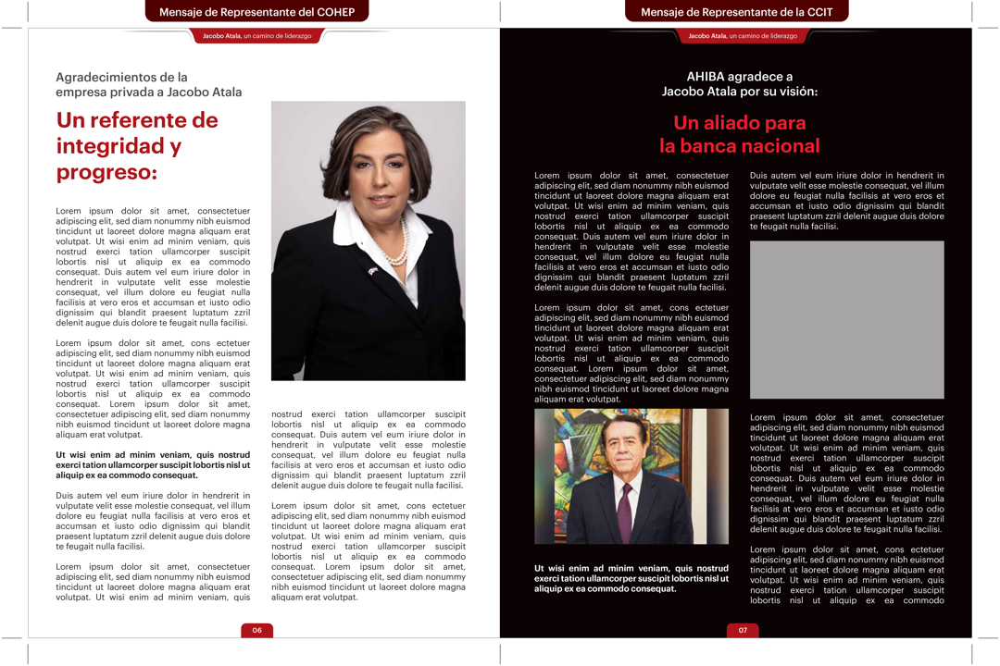 Mensaje de Representante del COHEP
Jacobo Atala, un camino de liderazgo
Agradecimientos de la
empresa privada a Jacobo Atala
Un referente de
integridad y
progreso:
Lorem ipsum dolor sit amet, consectetuer
adipiscing elit, sed diam nonummy nibh euismod
tincidunt ut laoreet dolore magna aliquam erat
volutpat. Ut wisi enim ad minim veniam, quis
nostrud exerci tation ullamcorper suscipit
lobortis nisl ut aliquip ex ea commodo
consequat. Duis autem vel eum iriure dolor in
hendrerit in vulputate velit esse molestie
consequat, vel illum dolore eu feugiat nulla
facilisis at vero eros et accumsan et iusto odio
dignissim qui blandit praesent luptatum zzril
delenit augue duis dolore te feugait nulla facilisi.
Lorem ipsum dolor sit amet, cons ectetuer
adipiscing elit, sed diam nonummy nibh euismod
tincidunt ut laoreet dolore magna aliquam erat
volutpat. Ut wisi enim ad minim veniam, quis
nostrud exerci tation ullamcorper suscipit
lobortis nisl ut aliquip ex ea commodo
consequat. Lorem ipsum dolor sit amet,
consectetuer adipiscing elit, sed diam nonummy
nibh euismod tincidunt ut laoreet dolore magna
aliquam erat volutpat.
Ut wisi enim ad minim veniam, quis nostrud
exerci tation ullamcorper suscipit lobortis nisl ut
aliquip ex ea commodo consequat.
Duis autem vel eum iriure dolor in hendrerit in
vulputate velit esse molestie consequat, vel illum
dolore eu feugiat nulla facilisis at vero eros et
accumsan et iusto odio dignissim qui blandit
praesent luptatum zzril delenit augue duis dolore
te feugait nulla facilisi.
Lorem ipsum dolor sit amet, consectetuer
adipiscing elit, sed diam nonummy nibh euismod
tincidunt ut laoreet dolore magna aliquam erat
volutpat. Ut wisi enim ad minim veniam, quis
nostrud exerci tation ullamcorper suscipit
lobortis nisl ut aliquip ex ea commodo
consequat. Duis autem vel eum iriure dolor in
hendrerit in vulputate velit esse molestie
consequat, vel illum dolore eu feugiat nulla
facilisis at vero eros et accumsan et iusto odio
dignissim qui blandit praesent luptatum zzril
delenit augue duis dolore te feugait nulla facilisi.
Lorem ipsum dolor sit amet, cons ectetuer
adipiscing elit, sed diam nonummy nibh euismod
tincidunt ut laoreet dolore magna aliquam erat
volutpat. Ut wisi enim ad minim veniam, quis
nostrud exerci tation ullamcorper suscipit
lobortis nisl ut aliquip ex ea commodo
consequat. Lorem ipsum dolor sit amet,
consectetuer adipiscing elit, sed diam nonummy
nibh euismod tincidunt ut laoreet dolore magna
aliquam erat volutpat.
06
Mensaje de Representante de la CCIT
Jacobo Atala, un camino de liderazgo
AHIBA agradece a
Jacobo Atala por su visión:
Un aliado para
la banca nacional
Lorem ipsum dolor sit amet, consectetuer
adipiscing elit, sed diam nonummy nibh euismod
tincidunt ut laoreet dolore magna aliquam erat
volutpat. Ut wisi enim ad minim veniam, quis
nostrud exerci tation ullamcorper suscipit
lobortis nisl ut aliquip ex ea commodo
consequat. Duis autem vel eum iriure dolor in
hendrerit in vulputate velit esse molestie
consequat, vel illum dolore eu feugiat nulla
facilisis at vero eros et accumsan et iusto odio
dignissim qui blandit praesent luptatum zzril
delenit augue duis dolore te feugait nulla facilisi.
Lorem ipsum dolor sit amet, cons ectetuer
adipiscing elit, sed diam nonummy nibh euismod
tincidunt ut laoreet dolore magna aliquam erat
volutpat. Ut wisi enim ad minim veniam, quis
nostrud exerci tation ullamcorper suscipit
lobortis nisl ut aliquip ex ea commodo
consequat. Lorem ipsum dolor sit amet,
consectetuer adipiscing elit, sed diam nonummy
nibh euismod tincidunt ut laoreet dolore magna
aliquam erat volutpat.
Ut wisi enim ad minim veniam, quis nostrud
exerci tation ullamcorper suscipit lobortis nisl ut
aliquip ex ea commodo consequat.
Duis autem vel eum iriure dolor in hendrerit in
vulputate velit esse molestie consequat, vel illum
dolore eu feugiat nulla facilisis at vero eros et
accumsan et iusto odio dignissim qui blandit
praesent luptatum zzril delenit augue duis dolore
te feugait nulla facilisi.
Lorem ipsum dolor sit amet, consectetuer
adipiscing elit, sed diam nonummy nibh euismod
tincidunt ut laoreet dolore magna aliquam erat
volutpat. Ut wisi enim ad minim veniam, quis
nostrud exerci tation ullamcorper suscipit
lobortis nisl ut aliquip ex ea commodo
consequat. Duis autem vel eum iriure dolor in
hendrerit in vulputate velit esse molestie
consequat, vel illum dolore eu feugiat nulla
facilisis at vero eros et accumsan et iusto odio
dignissim qui blandit praesent luptatum zzril
delenit augue duis dolore te feugait nulla facilisi.
Lorem ipsum dolor sit amet, cons ectetuer
adipiscing elit, sed diam nonummy nibh euismod
tincidunt ut laoreet dolore magna aliquam erat
volutpat. Ut wisi enim ad minim veniam, quis
nostrud exerci tation ullamcorper suscipit
lobortis nisl ut aliquip ex ea commodo
07